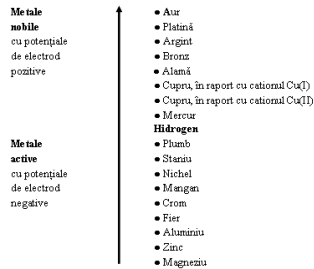 Metale
nobile
cu potenţiale
de electrod
pozitive
● Aur
● Platină
● Argint
● Bronz
● Alamă
● Cupru, în raport cu cationul Cu(I)
● Cupru, în raport cu cationul Cu(II)
● Mercur
Hidrogen
Metale
active
cu potenţiale
de electrod
negative
● Plumb
● Staniu
● Nichel
● Mangan
● Crom
● Fier
● Aluminiu
● Zinc
● Magneziu